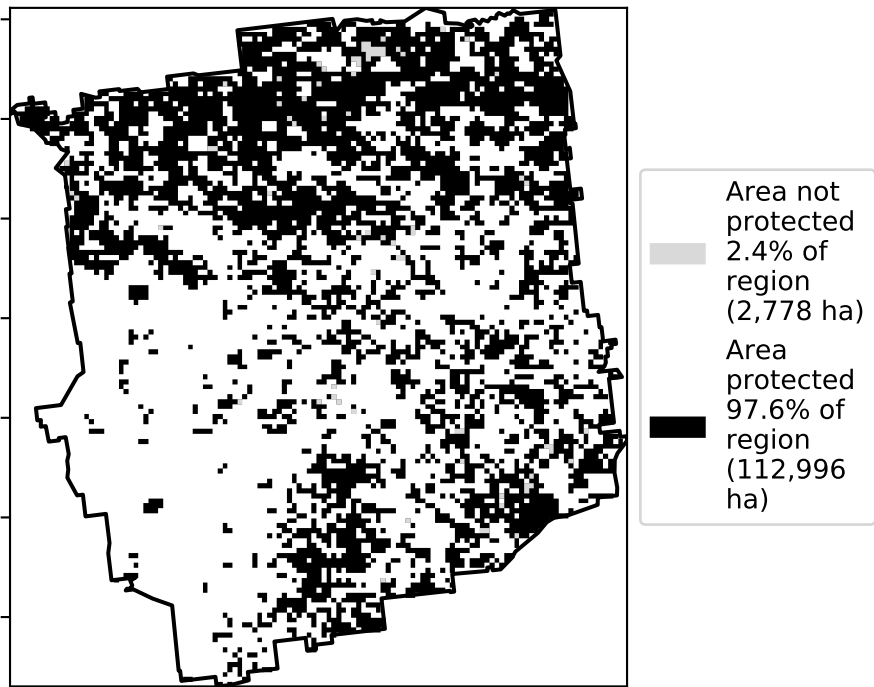 Area not
protected
2.4% of
region
(2,778 ha)
Area
protected
97.6% of
region
(112,996
ha)